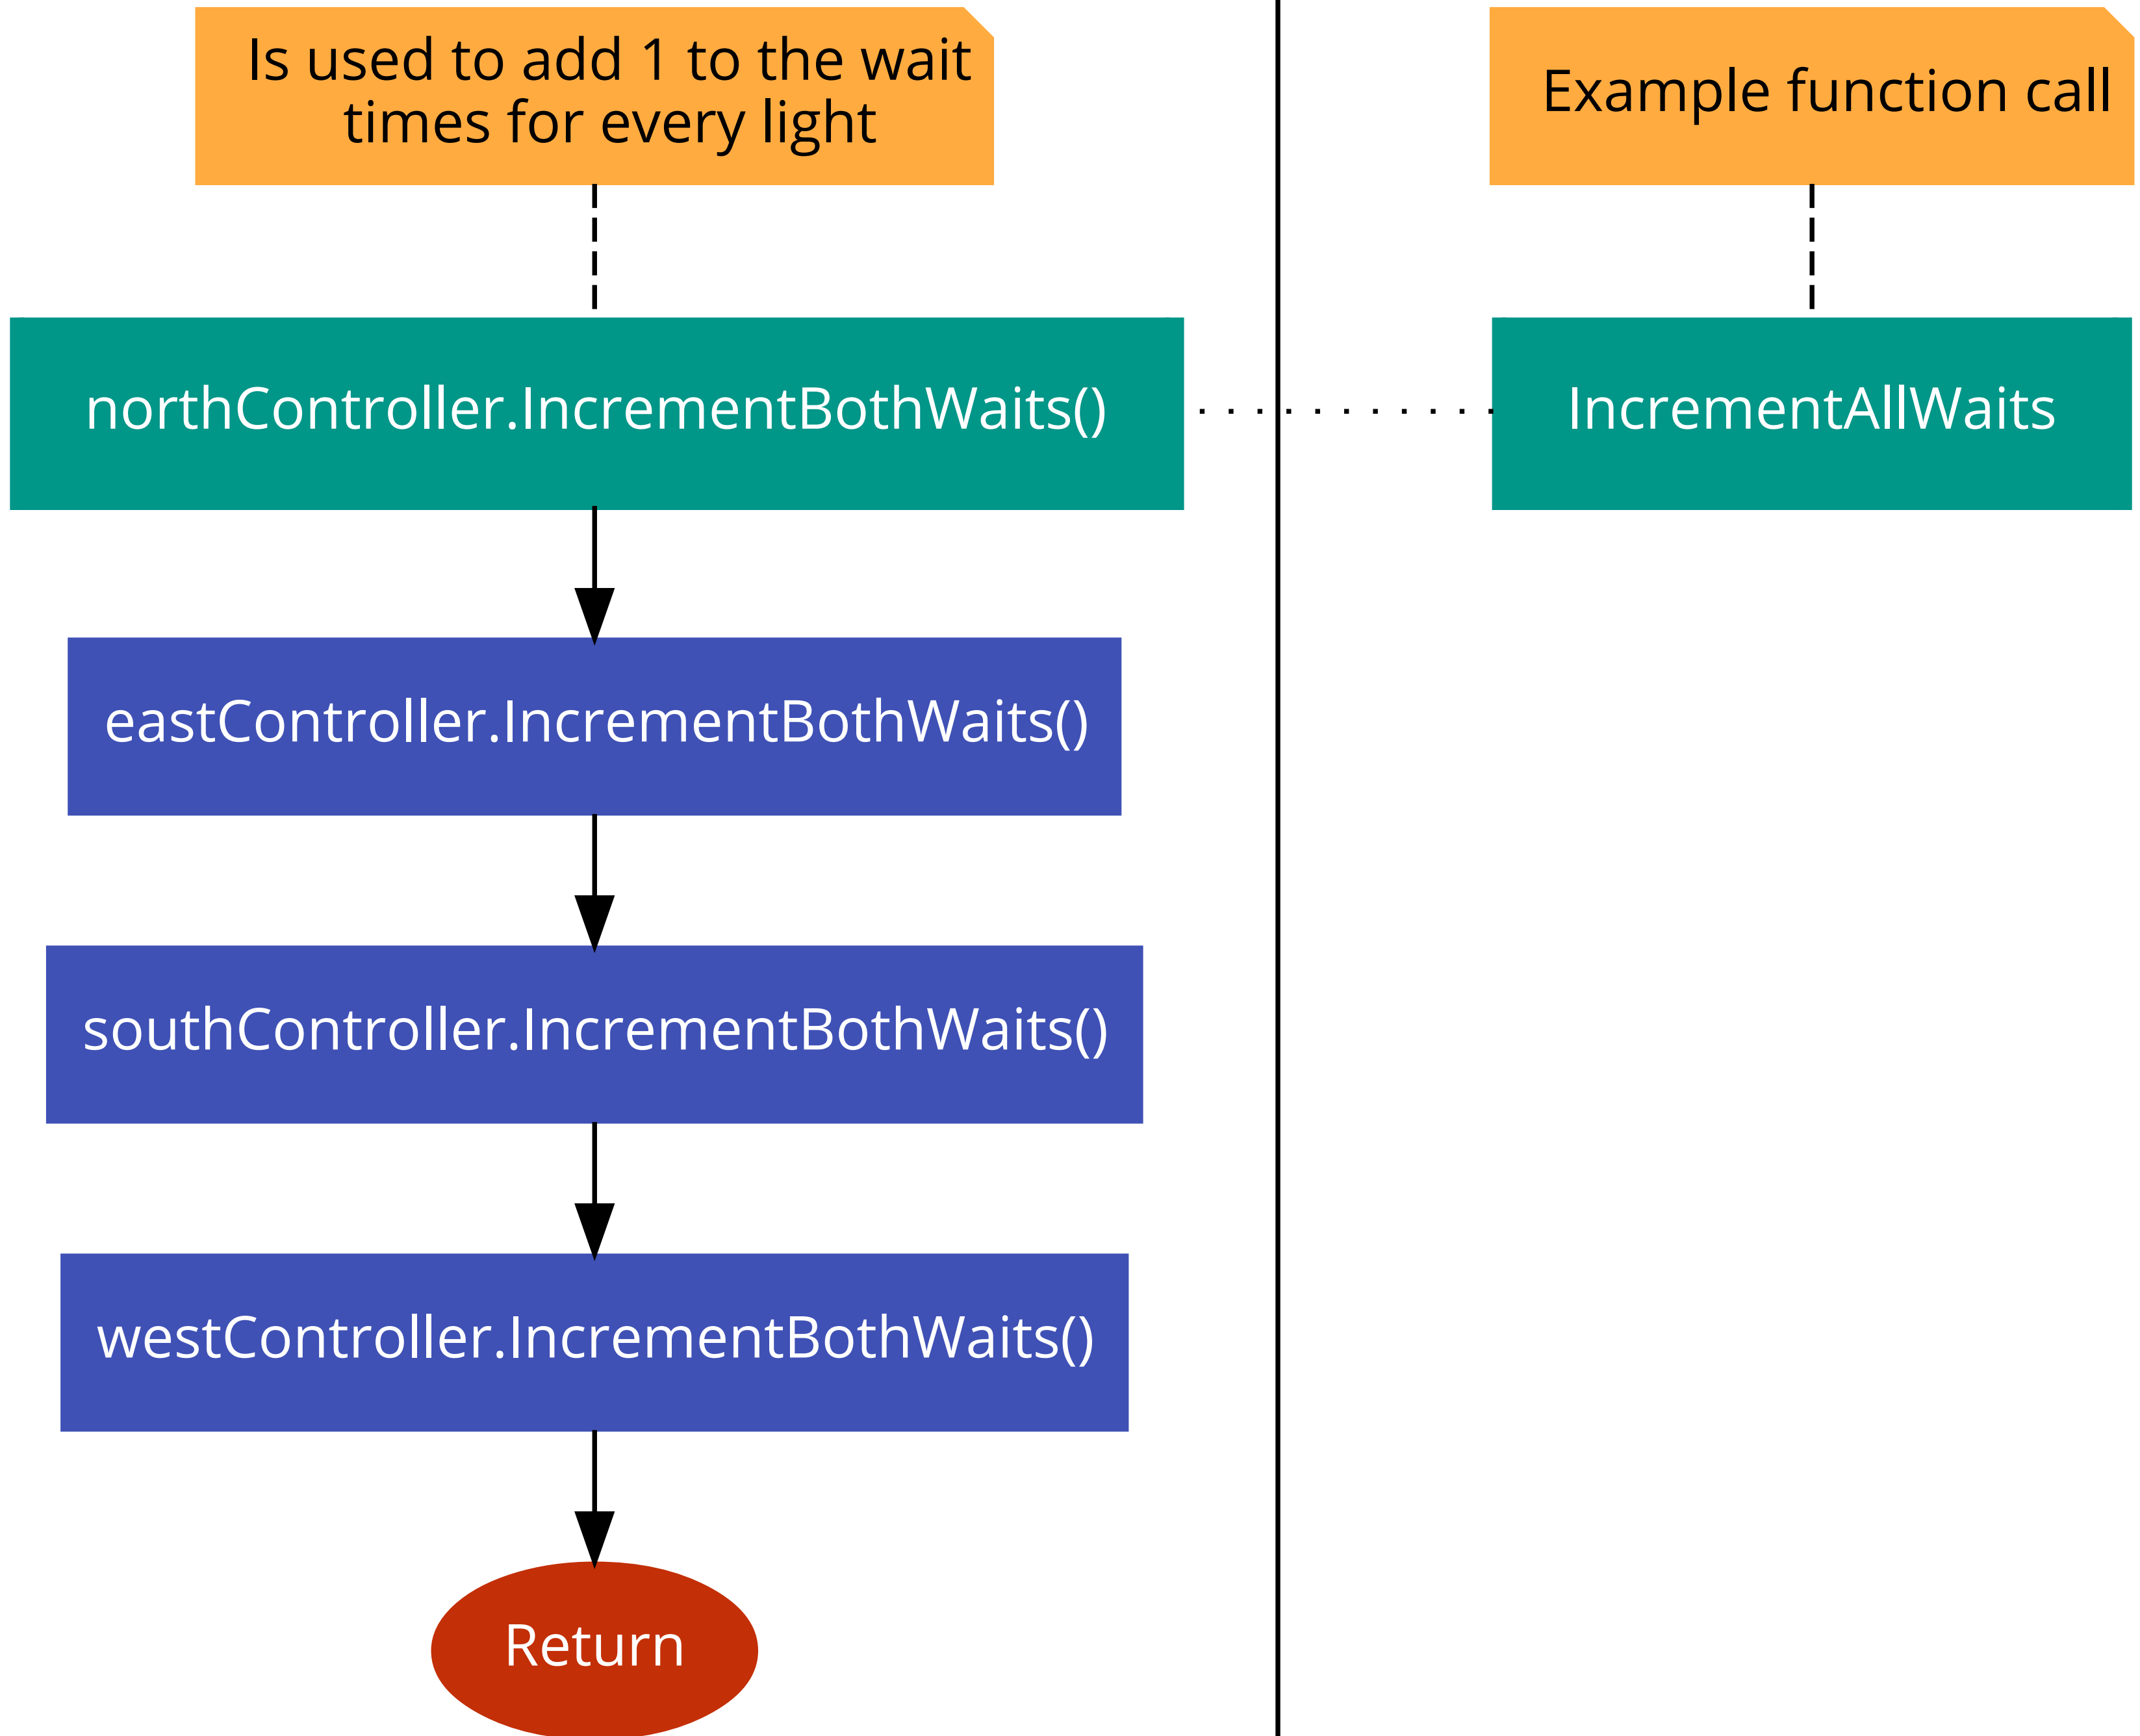 Is used to add 1 to the wait
times for every light
Example function call
northController.IncrementBothWaits()
IncrementAllWaits
eastController.IncrementBothWaits()
southController.IncrementBothWaits()
westController.IncrementBothWaits()
Return